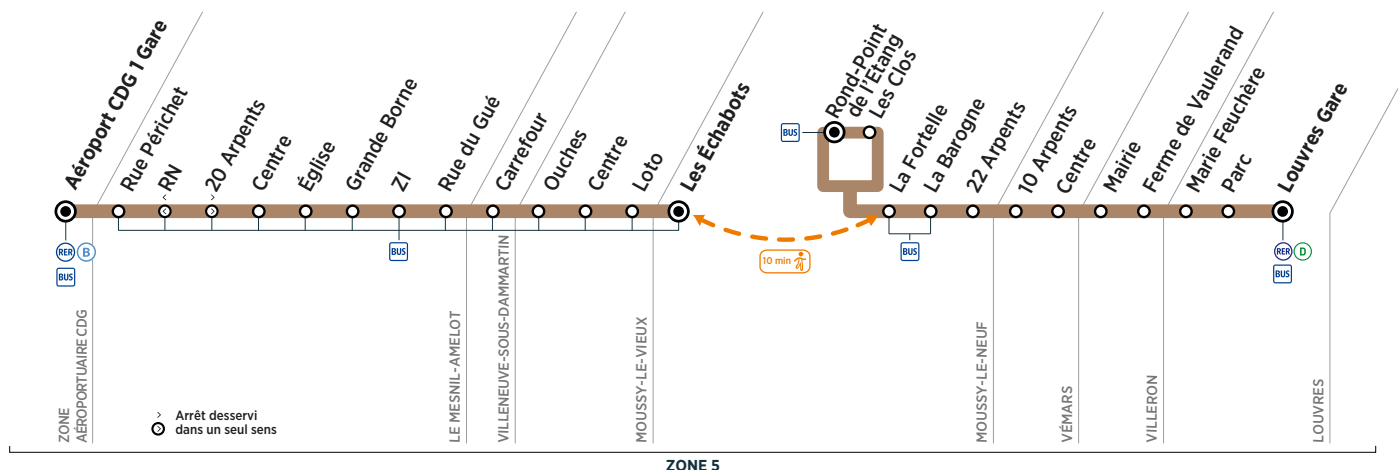 Aéroport CDG 1 Gare
Rue Périchet
RN
20 Arpents
Centre
Église
Grande Borne
ZI
Rue du Gué
Carrefour
Ouches
Centre
Loto
Les Échabots
Rond-Point
de l'Etang
Les Clos
La Fortelle
La Barogne
22 Arpents
10 Arpents
Centre
Mairie
Ferme de Vaulerand
Marie Feuchère
Parc
Louvres Gare
BUS
RER B
BUS
BUS
10 min
BUS
RER D
BUS
ZONE
AÉROPORTUAIRE CDG
LE MESNIL-AMELOT
VILLENEUVE-SOUS-DAMMARTIN
MOUSSY-LE-VIEUX
MOUSSY-LE-NEUF
VÉMARS
VILLERON
LOUVRES
Arrêt desservi
dans un seul sens
ZONE 5